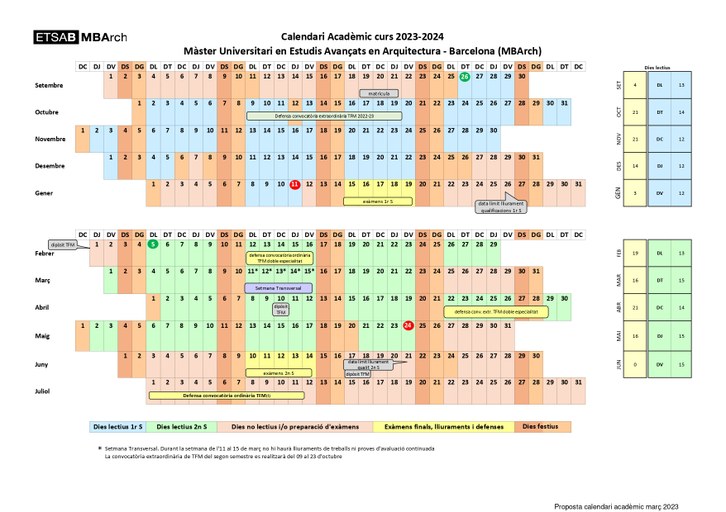 ETSAB MBArch
Calendari Acadèmic curs 2023-2024
Màster Universitari en Estudis Avançats en Arquitectura - Barcelona (MBArch)
DC DJ DV DS DG DL DT DC DJ DV DS DG DL DT DC DJ DV DS DG DL DT DC DJ DV DS DG DL DT DC DJ DV DS DG DL DT DC
Dies lectius
Setembre 1 2 3 4 5 6 7 8 9 10 11 12 13 14 15 16 17 18 19 20 21 22 23 24 25 26 27 28 29 30
matrícula
SET 4 DL 13
Octubre 1 2 3 4 5 6 7 8 9 10 11 12 13 14 15 16 17 18 19 20 21 22 23 24 25 26 27 28 29 30 31
Defensa convocatòria extraordinària TFM 2022-23
OCT 21 DT 14
Novembre 1 2 3 4 5 6 7 8 9 10 11 12 13 14 15 16 17 18 19 20 21 22 23 24 25 26 27 28 29 30
NOV 21 DC 12
Desembre 1 2 3 4 5 6 7 8 9 10 11 12 13 14 15 16 17 18 19 20 21 22 23 24 25 26 27 28 29 30 31
DES 14 DJ 12
Gener 1 2 3 4 5 6 7 8 9 10 11 12 13 14 15 16 17 18 19 20 21 22 23 24 25 26 27 28 29 30 31
exàmens 1r S
data límit lliurament
qualificacions 1r S
GEN 3 DV 12
DC DJ DV DS DG DL DT DC DJ DV DS DG DL DT DC DJ DV DS DG DL DT DC DJ DV DS DG DL DT DC DJ DV DS DG DL DT DC
Febrer 1 2 3 4 5 6 7 8 9 10 11 12 13 14 15 16 17 18 19 20 21 22 23 24 25 26 27 28 29
dipòsit TFM
defensa convocatòria ordinària
TFM doble especialitat
FEB 19 DL 13
Març 1 2 3 4 5 6 7 8 9 10 11* 12* 13* 14* 15* 16 17 18 19 20 21 22 23 24 25 26 27 28 29 30 31
Setmana Transversal
MAR 16 DT 15
Abril 1 2 3 4 5 6 7 8 9 10 11 12 13 14 15 16 17 18 19 20 21 22 23 24 25 26 27 28 29 30
dipòsit
TFM
defensa conv. extr. TFM doble especialitat
ABR 21 DC 14
Maig 1 2 3 4 5 6 7 8 9 10 11 12 13 14 15 16 17 18 19 20 21 22 23 24 25 26 27 28 29 30 31
MAI 16 DJ 15
Juny 1 2 3 4 5 6 7 8 9 10 11 12 13 14 15 16 17 18 19 20 21 22 23 24 25 26 27 28 29 30
exàmens 2n S
data límit lliurament
qualif. 2n S
dipòsit TFM
JUN 0 DV 15
Juliol 1 2 3 4 5 6 7 8 9 10 11 12 13 14 15 16 17 18 19 20 21 22 23 24 25 26 27 28 29 30 31
Defensa convocatòria ordinària TFM(1)
Dies lectius 1r S Dies lectius 2n S Dies no lectius i/o preparació d'exàmens Exàmens finals, lliuraments i defenses Dies festius
* Setmana Transversal. Durant la setmana de l'11 al 15 de març no hi haurà lliuraments de treballs ni proves d'avaluació continuada
La convocatòria extraordinària de TFM del segon semestre es realitzarà del 09 al 23 d'octubre
Proposta calendari acadèmic març 2023